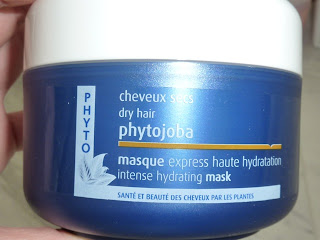 PHYTO
cheveux secs
dry hair
phytojoba
masque express haute hydratation
intense hydrating mask
SANTÉ ET BEAUTÉ DES CHEVEUX PAR LES PLANTES